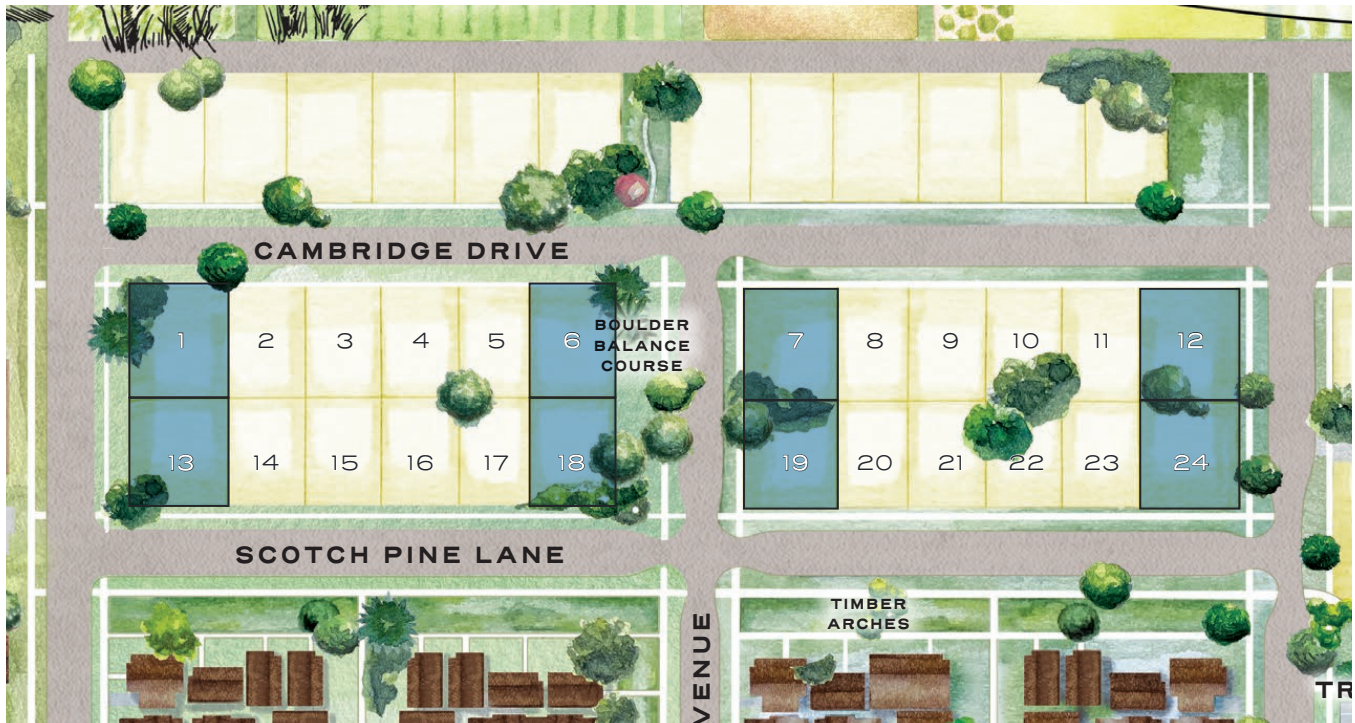 CAMBRIDGE DRIVE
1 2 3 4 5 6 7 8 9 10 11 12
BOULDER
BALANCE
COURSE
13 14 15 16 17 18 19 20 21 22 23 24
SCOTCH PINE LANE
TIMBER
ARCHES
VENUE
TR